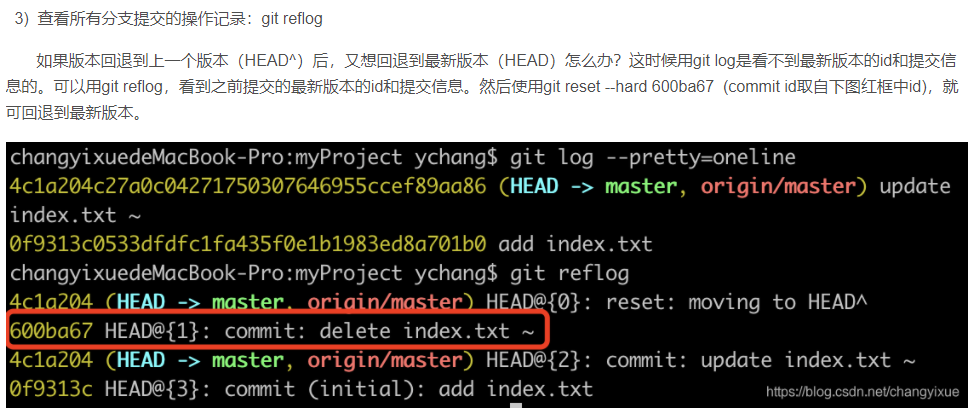 3）查看所有分支提交的操作记录：git reflog
如果版本回退到上一个版本（HEAD^）后，又想回退到最新版本（HEAD）怎么办？这时候用git log是看不到最新版本的id和提交信
息的。可以用git reflog，看到之前提交的最新版本的id和提交信息。然后使用git reset --hard 600ba67（commit id取自下图红框中id)，就
可回退到最新版本。
changyixuedeMacBook-Pro:myProject ychang$ git log --pretty=oneline
4c1a204c27a0c04271750307646955ccef89aa86 (HEAD -> master, origin/master) update
index.txt ~
0f9313c0533dfdfc1fa435f0e1b1983ed8a701b0 add index.txt
changyixuedeMacBook-Pro:myProject ychang$ git reflog
4c1a204 (HEAD -> master, origin/master) HEAD@{0}: reset: moving to HEAD^
600ba67 HEAD@{1}: commit: delete index.txt ~
4c1a204 (HEAD -> master, origin/master) HEAD@{2}: commit: update index.txt ~
0f9313c HEAD@{3}: commit (initial): add index.txt
https://blog.csdn.net/changyixue